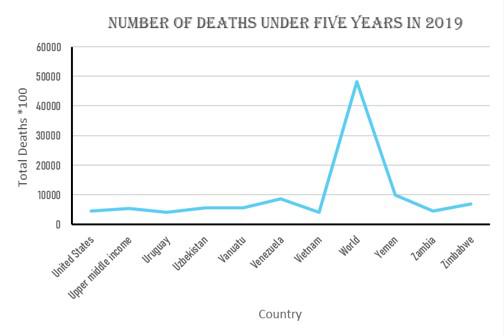 NUMBER OF DEATHS UNDER FIVE YEARS IN 2019
60000
50000
40000
30000
20000
10000
0
Total Deaths *100
United States
Upper middle income
Uruguay
Uzbekistan
Vanuatu
Venezuela
Vietnam
World
Yemen
Zambia
Zimbabwe
Country